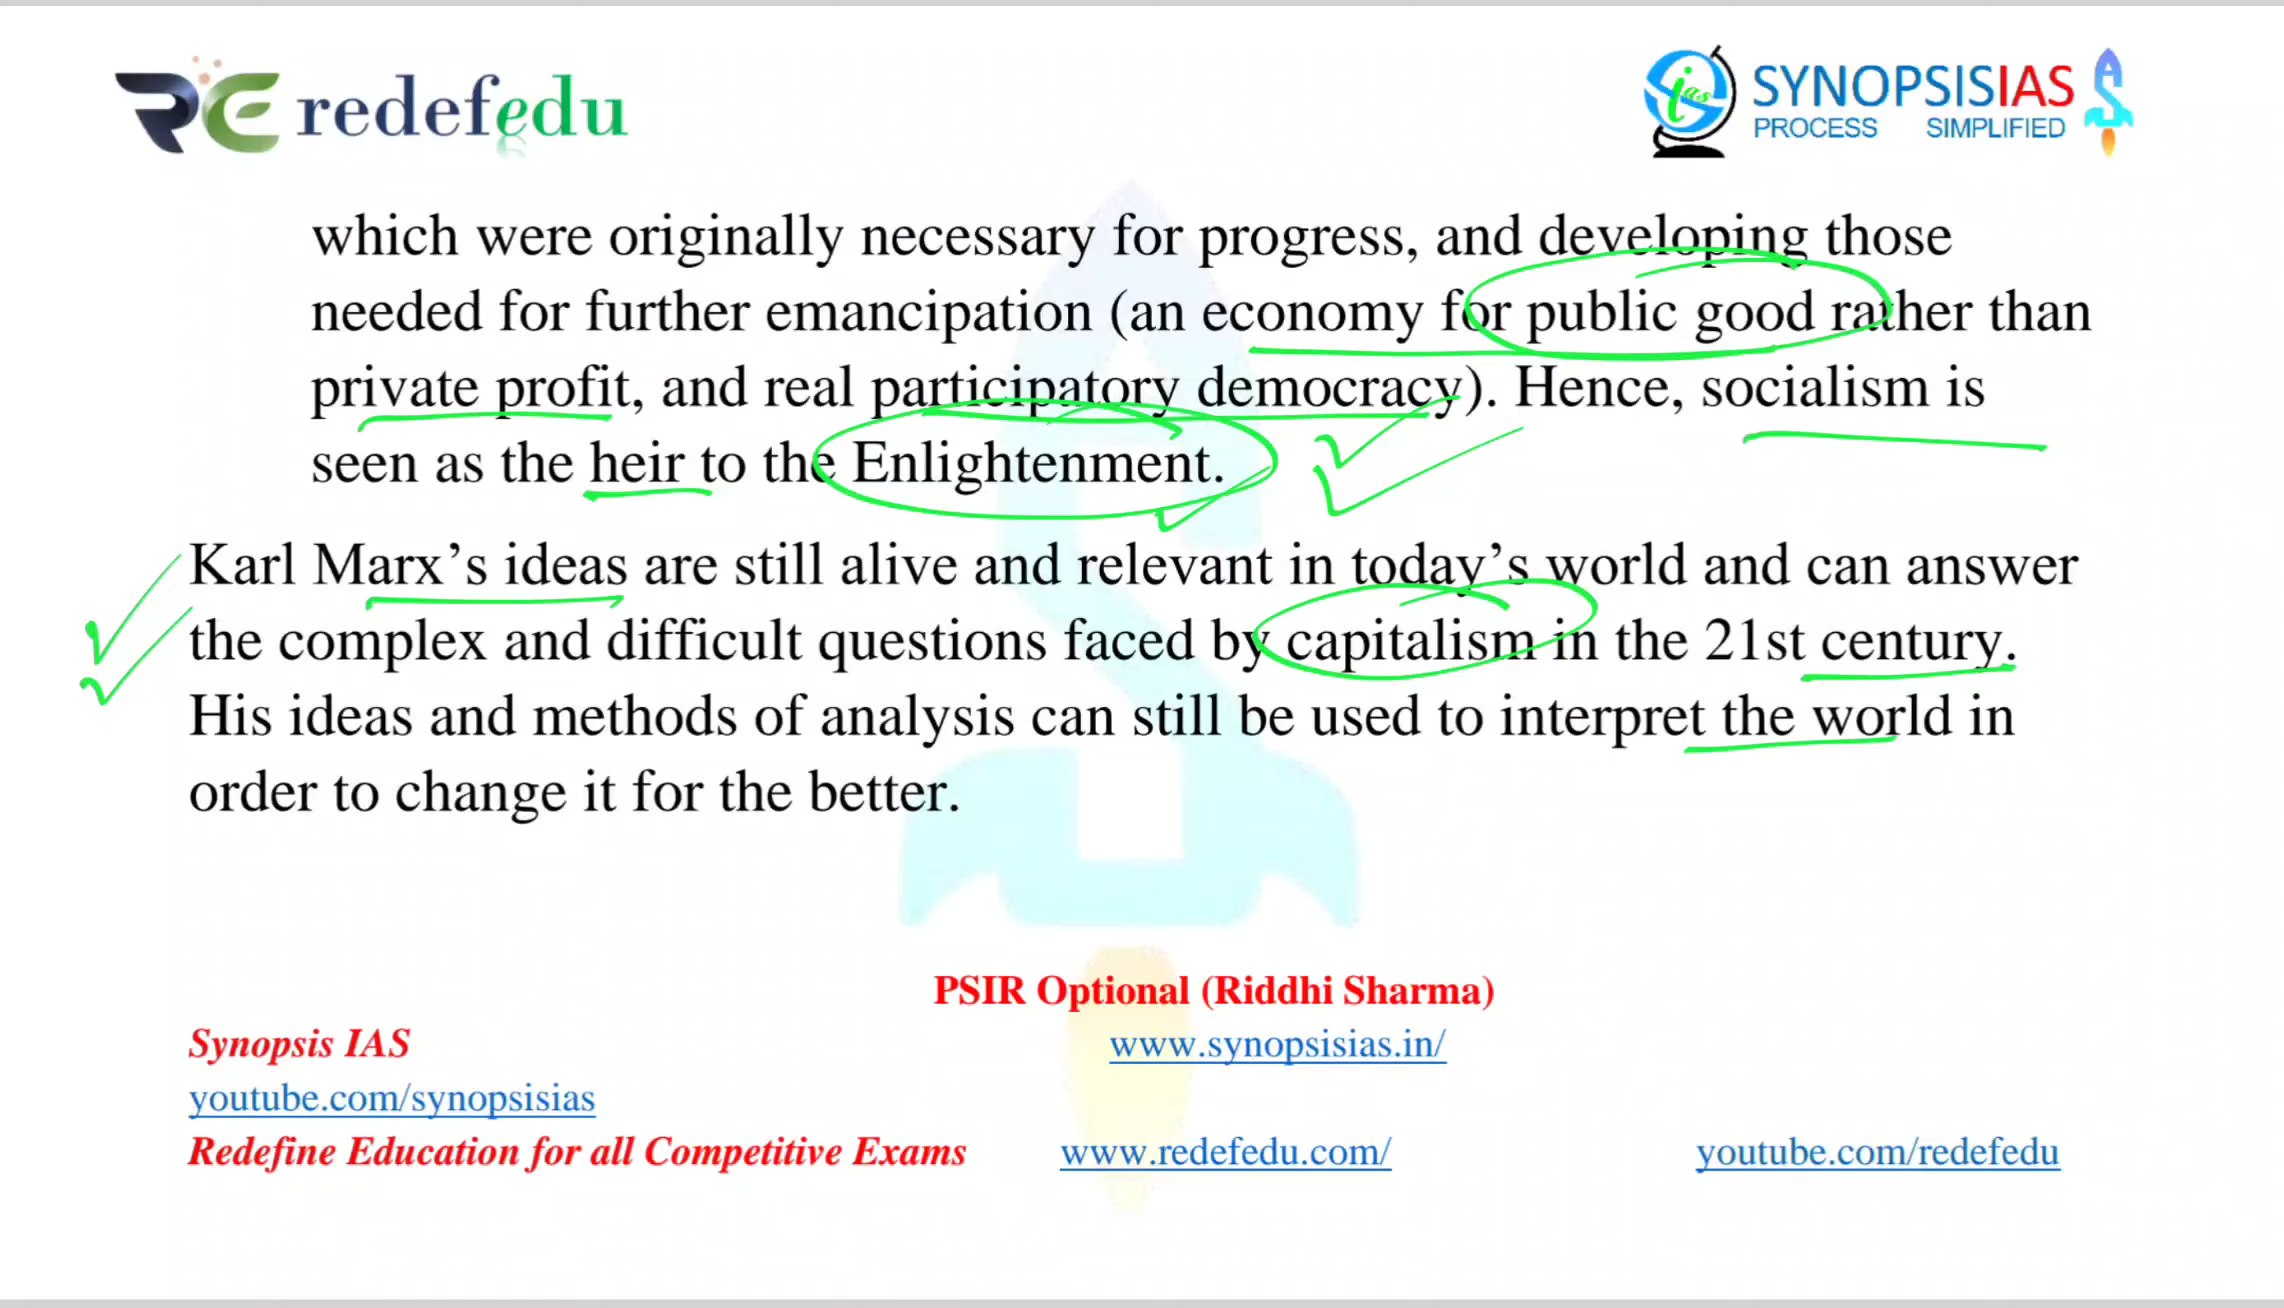 redefedu
SYNOPSISIAS
PROCESS SIMPLIFIED
which were originally necessary for progress, and developing those
needed for further emancipation (an economy for public good rather than
private profit, and real participatory democracy). Hence, socialism is
seen as the heir to the Enlightenment.
Karl Marx’s ideas are still alive and relevant in today’s world and can answer
the complex and difficult questions faced by capitalism in the 21st century.
His ideas and methods of analysis can still be used to interpret the world in
order to change it for the better.
PSIR Optional (Riddhi Sharma)
Synopsis IAS www.synopsisias.in/
youtube.com/synopsisias
Redefine Education for all Competitive Exams www.redefedu.com/ youtube.com/redefedu